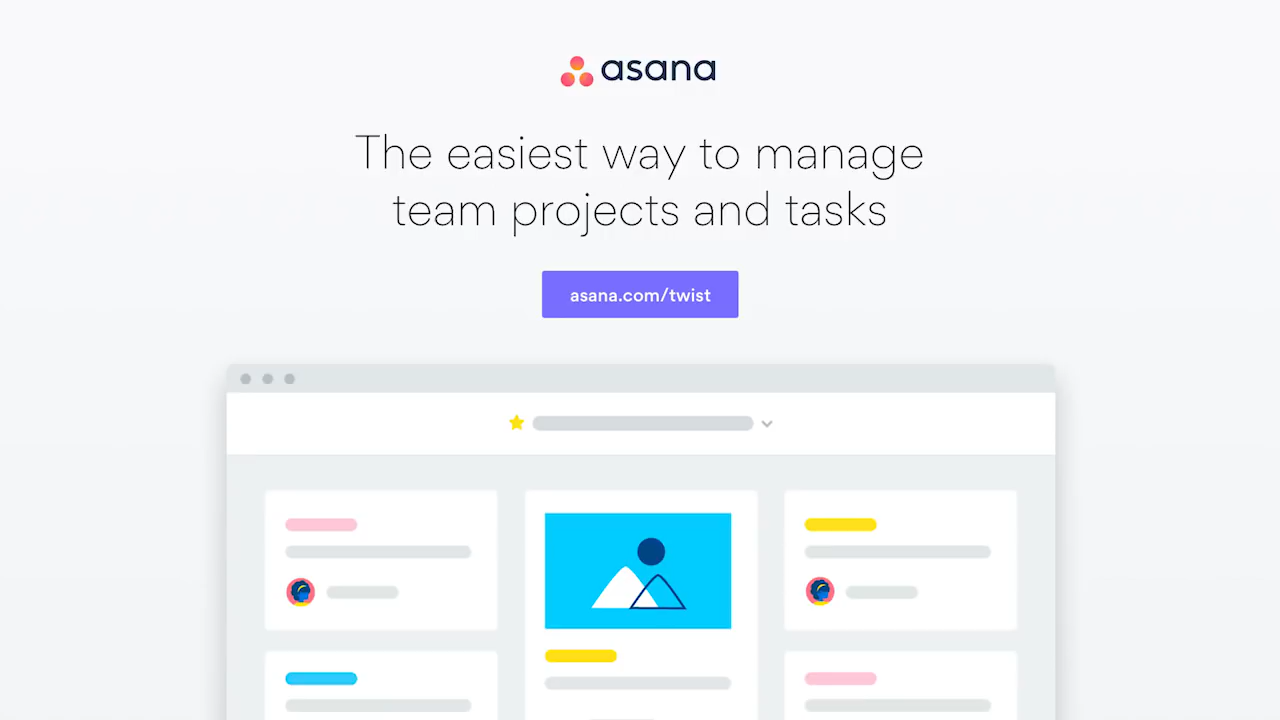 asana
The easiest way to manage
team projects and tasks
asana.com/twist